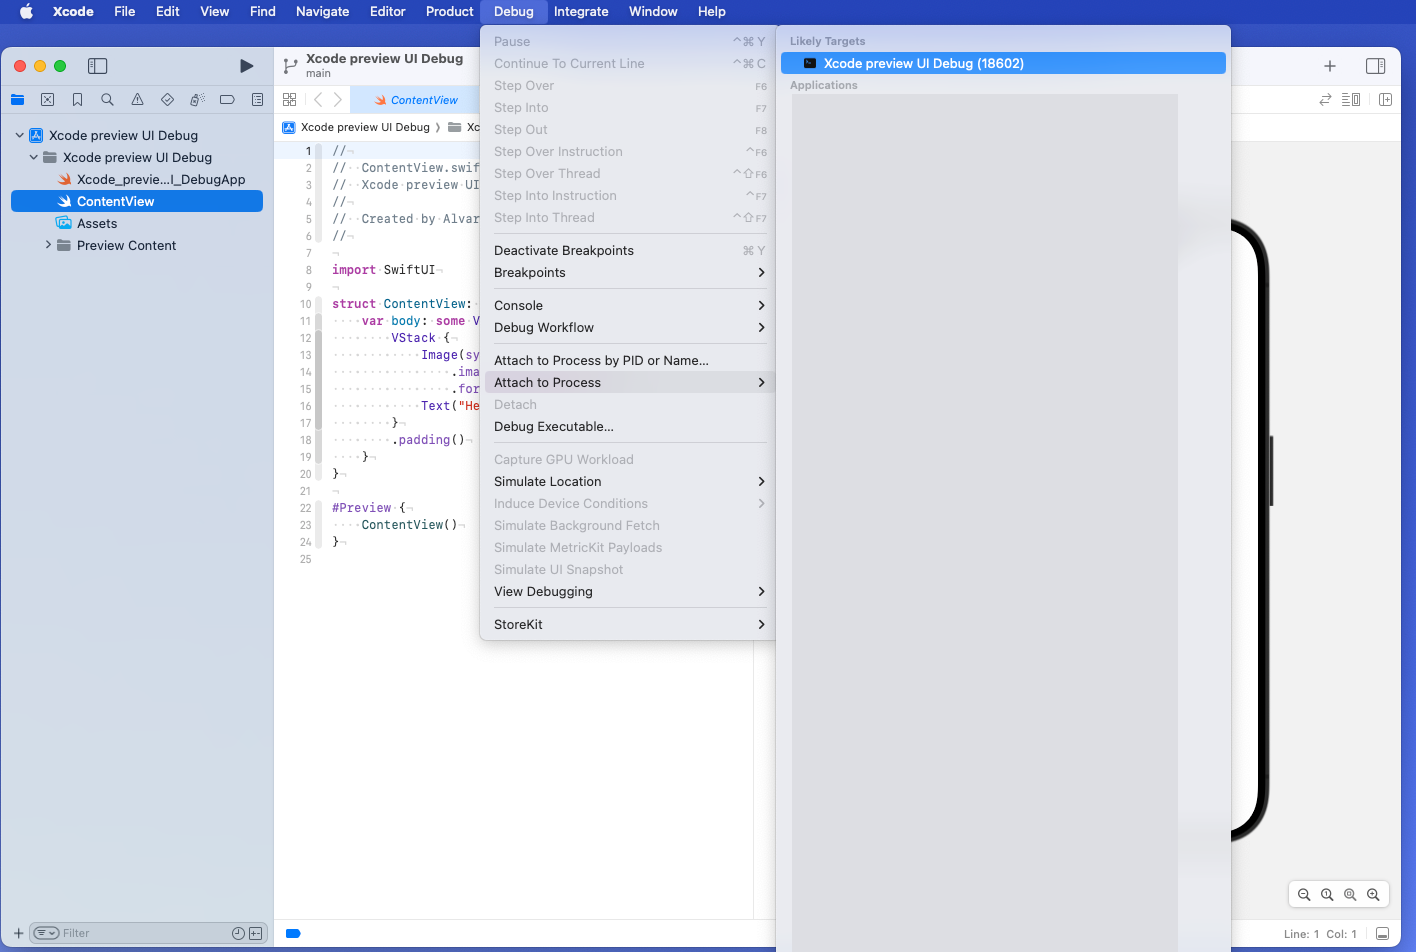 Xcode File Edit View Find Navigate Editor Product Debug Integrate Window Help
Xcode preview UI Debug
main
ContentView
Xcode preview UI Debug
Xcode preview UI Debug
Xcode_previe...I_DebugApp
ContentView
Assets
Preview Content
Filter
Xcode preview UI Debug Xc
1 //
2 // ContentView.swif
3 // Xcode preview UI
4 //
5 // Created by Alvar
6 //
7
8 import SwiftUI
9
10 struct ContentView:
11 var body: some V
12 VStack {
13 Image(sy
14 .ima
15 .for
16 Text("He
17 }
18 .padding()
19 }
20 }
21
22 #Preview {
23 ContentView()
24 }
25
Pause ^⌘Y
Continue To Current Line ^⌘C
Step Over F6
Step Into F7
Step Out F8
Step Over Instruction ^F6
Step Over Thread ^⇧F6
Step Into Instruction ^F7
Step Into Thread ^⇧F7
Deactivate Breakpoints ⌘Y
Breakpoints
Console
Debug Workflow
Attach to Process by PID or Name...
Attach to Process
Detach
Debug Executable...
Capture GPU Workload
Simulate Location
Induce Device Conditions
Simulate Background Fetch
Simulate MetricKit Payloads
Simulate UI Snapshot
View Debugging
StoreKit
Likely Targets
Xcode preview UI Debug (18602)
Applications
Line: 1 Col: 1